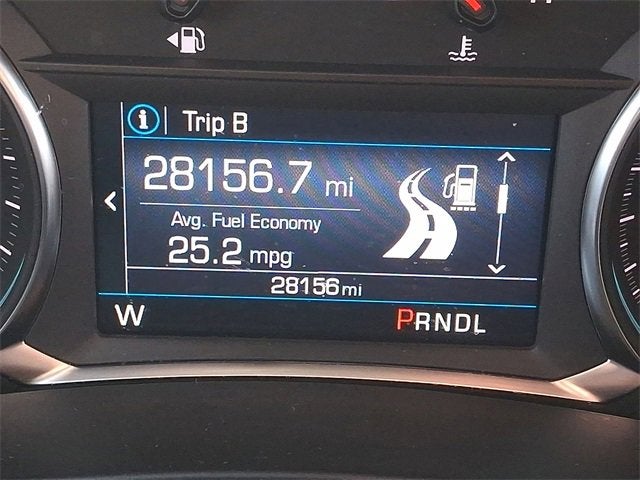 i Trip B
28156.7 mi
Avg. Fuel Economy
25.2 mpg
28156 mi
W PRNDL